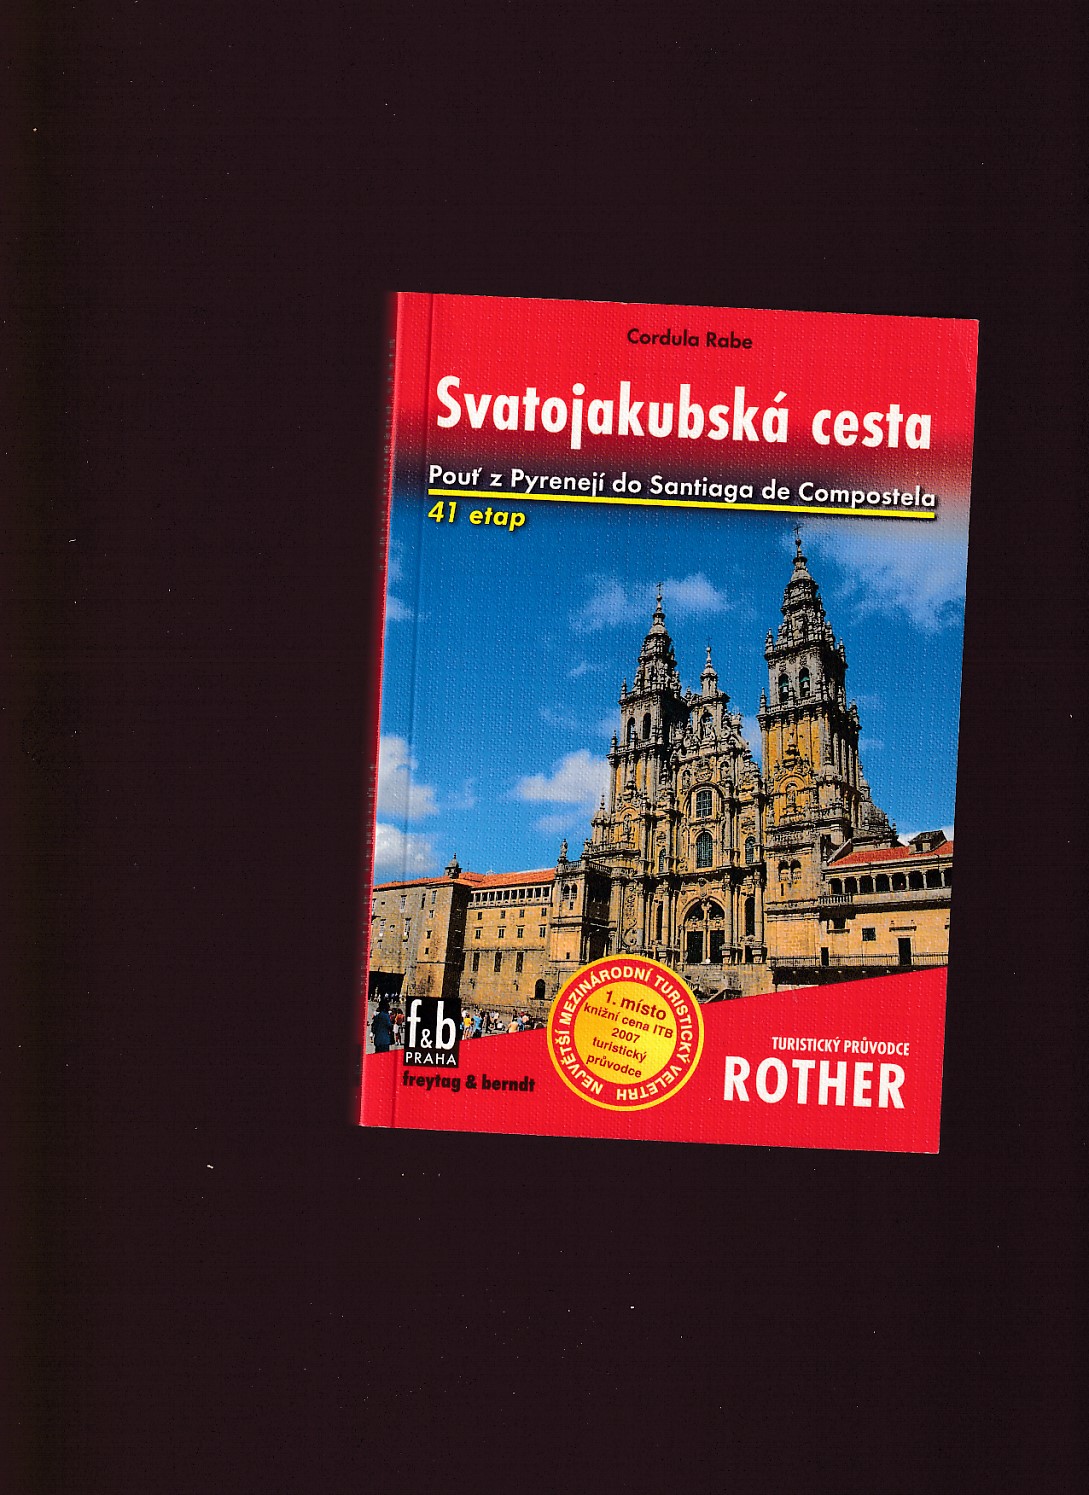 Cordula Rabe
Svatojakubská cesta
Pouť z Pyrenejí do Santiaga de Compostela
41 etap
NEJVĚTŠÍ MEZINÁRODNÍ TURISTICKÝ VELETRH
1. místo
knižní cena ITB
2007
turistický
průvodce
f&b
PRAHA
freytag & berndt
TURISTICKÝ PRŮVODCE
ROTHER